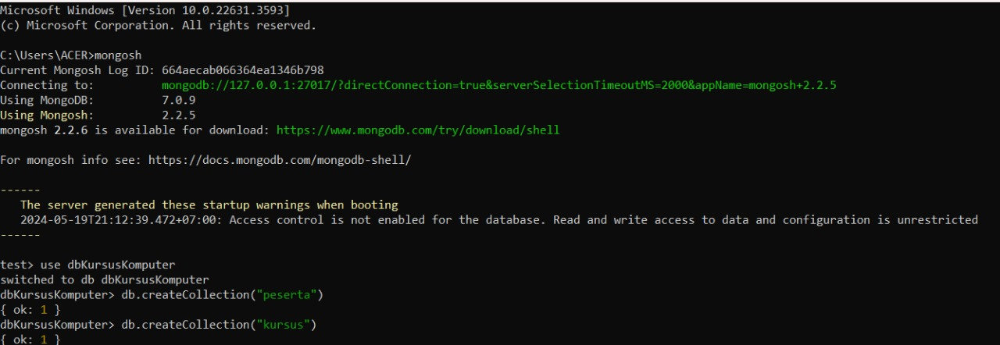 Microsoft Windows [Version 10.0.22631.3593]
(c) Microsoft Corporation. All rights reserved.
C:\Users\ACER>mongosh
Current Mongosh Log ID: 664aecab066364ea1346b798
Connecting to: mongodb://127.0.0.1:27017/?directConnection=true&serverSelectionTimeoutMS=2000&appName=mongosh+2.2.5
Using MongoDB: 7.0.9
Using Mongosh: 2.2.5
mongosh 2.2.6 is available for download: https://www.mongodb.com/try/download/shell
For mongosh info see: https://docs.mongodb.com/mongodb-shell/
------
The server generated these startup warnings when booting
2024-05-19T21:12:39.472+07:00: Access control is not enabled for the database. Read and write access to data and configuration is unrestricted
------
test> use dbKursusKomputer
switched to db dbKursusKomputer
dbKursusKomputer> db.createCollection("peserta")
{ ok: 1 }
dbKursusKomputer> db.createCollection("kursus")
{ ok: 1 }